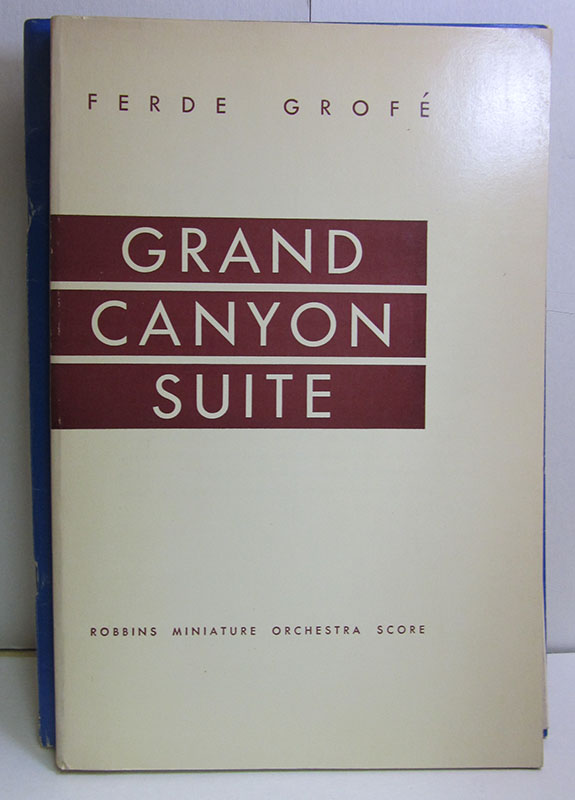 FERDE GROFÉ
GRAND
CANYON
SUITE
ROBBINS MINIATURE ORCHESTRA SCORE